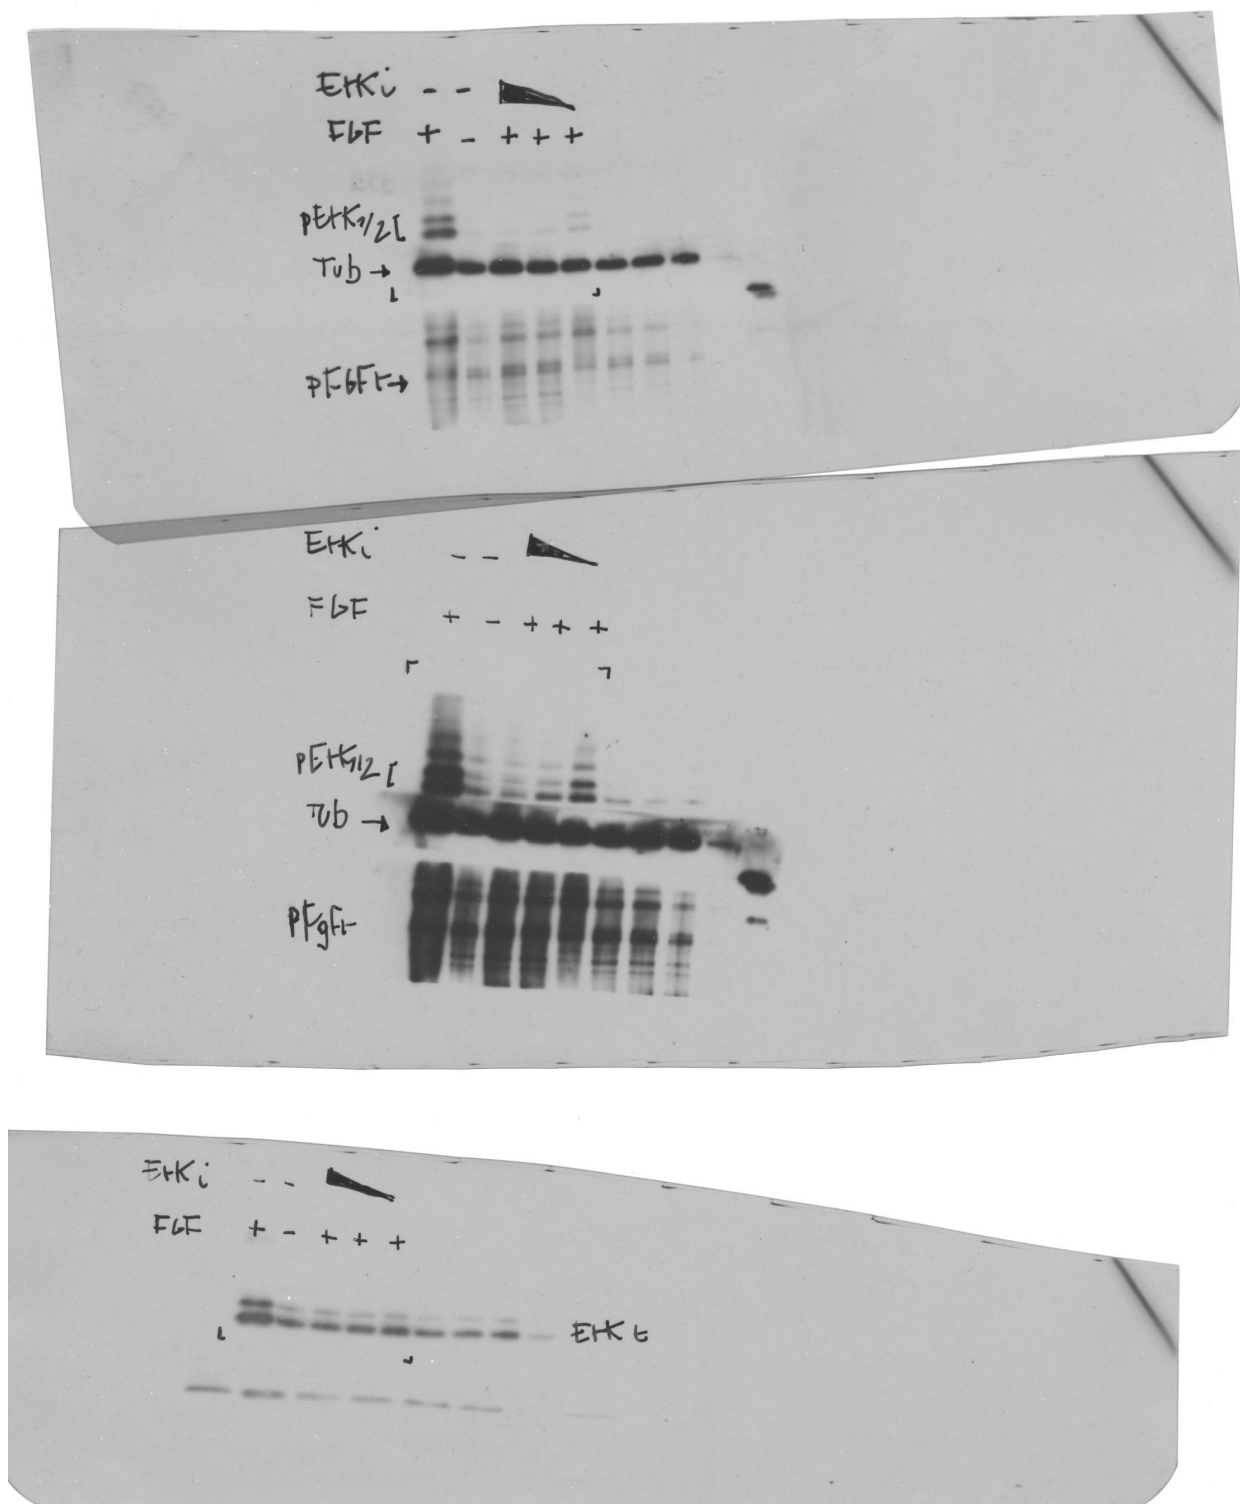 ErKi - -
FGF + - + + +
pErK1/2 [
Tub →
pFGFr→
ErKi - -
FGF + - + + +
pErK1/2 [
Tub →
pFgFr
ErKi - -
FGF + - + + +
ErK t